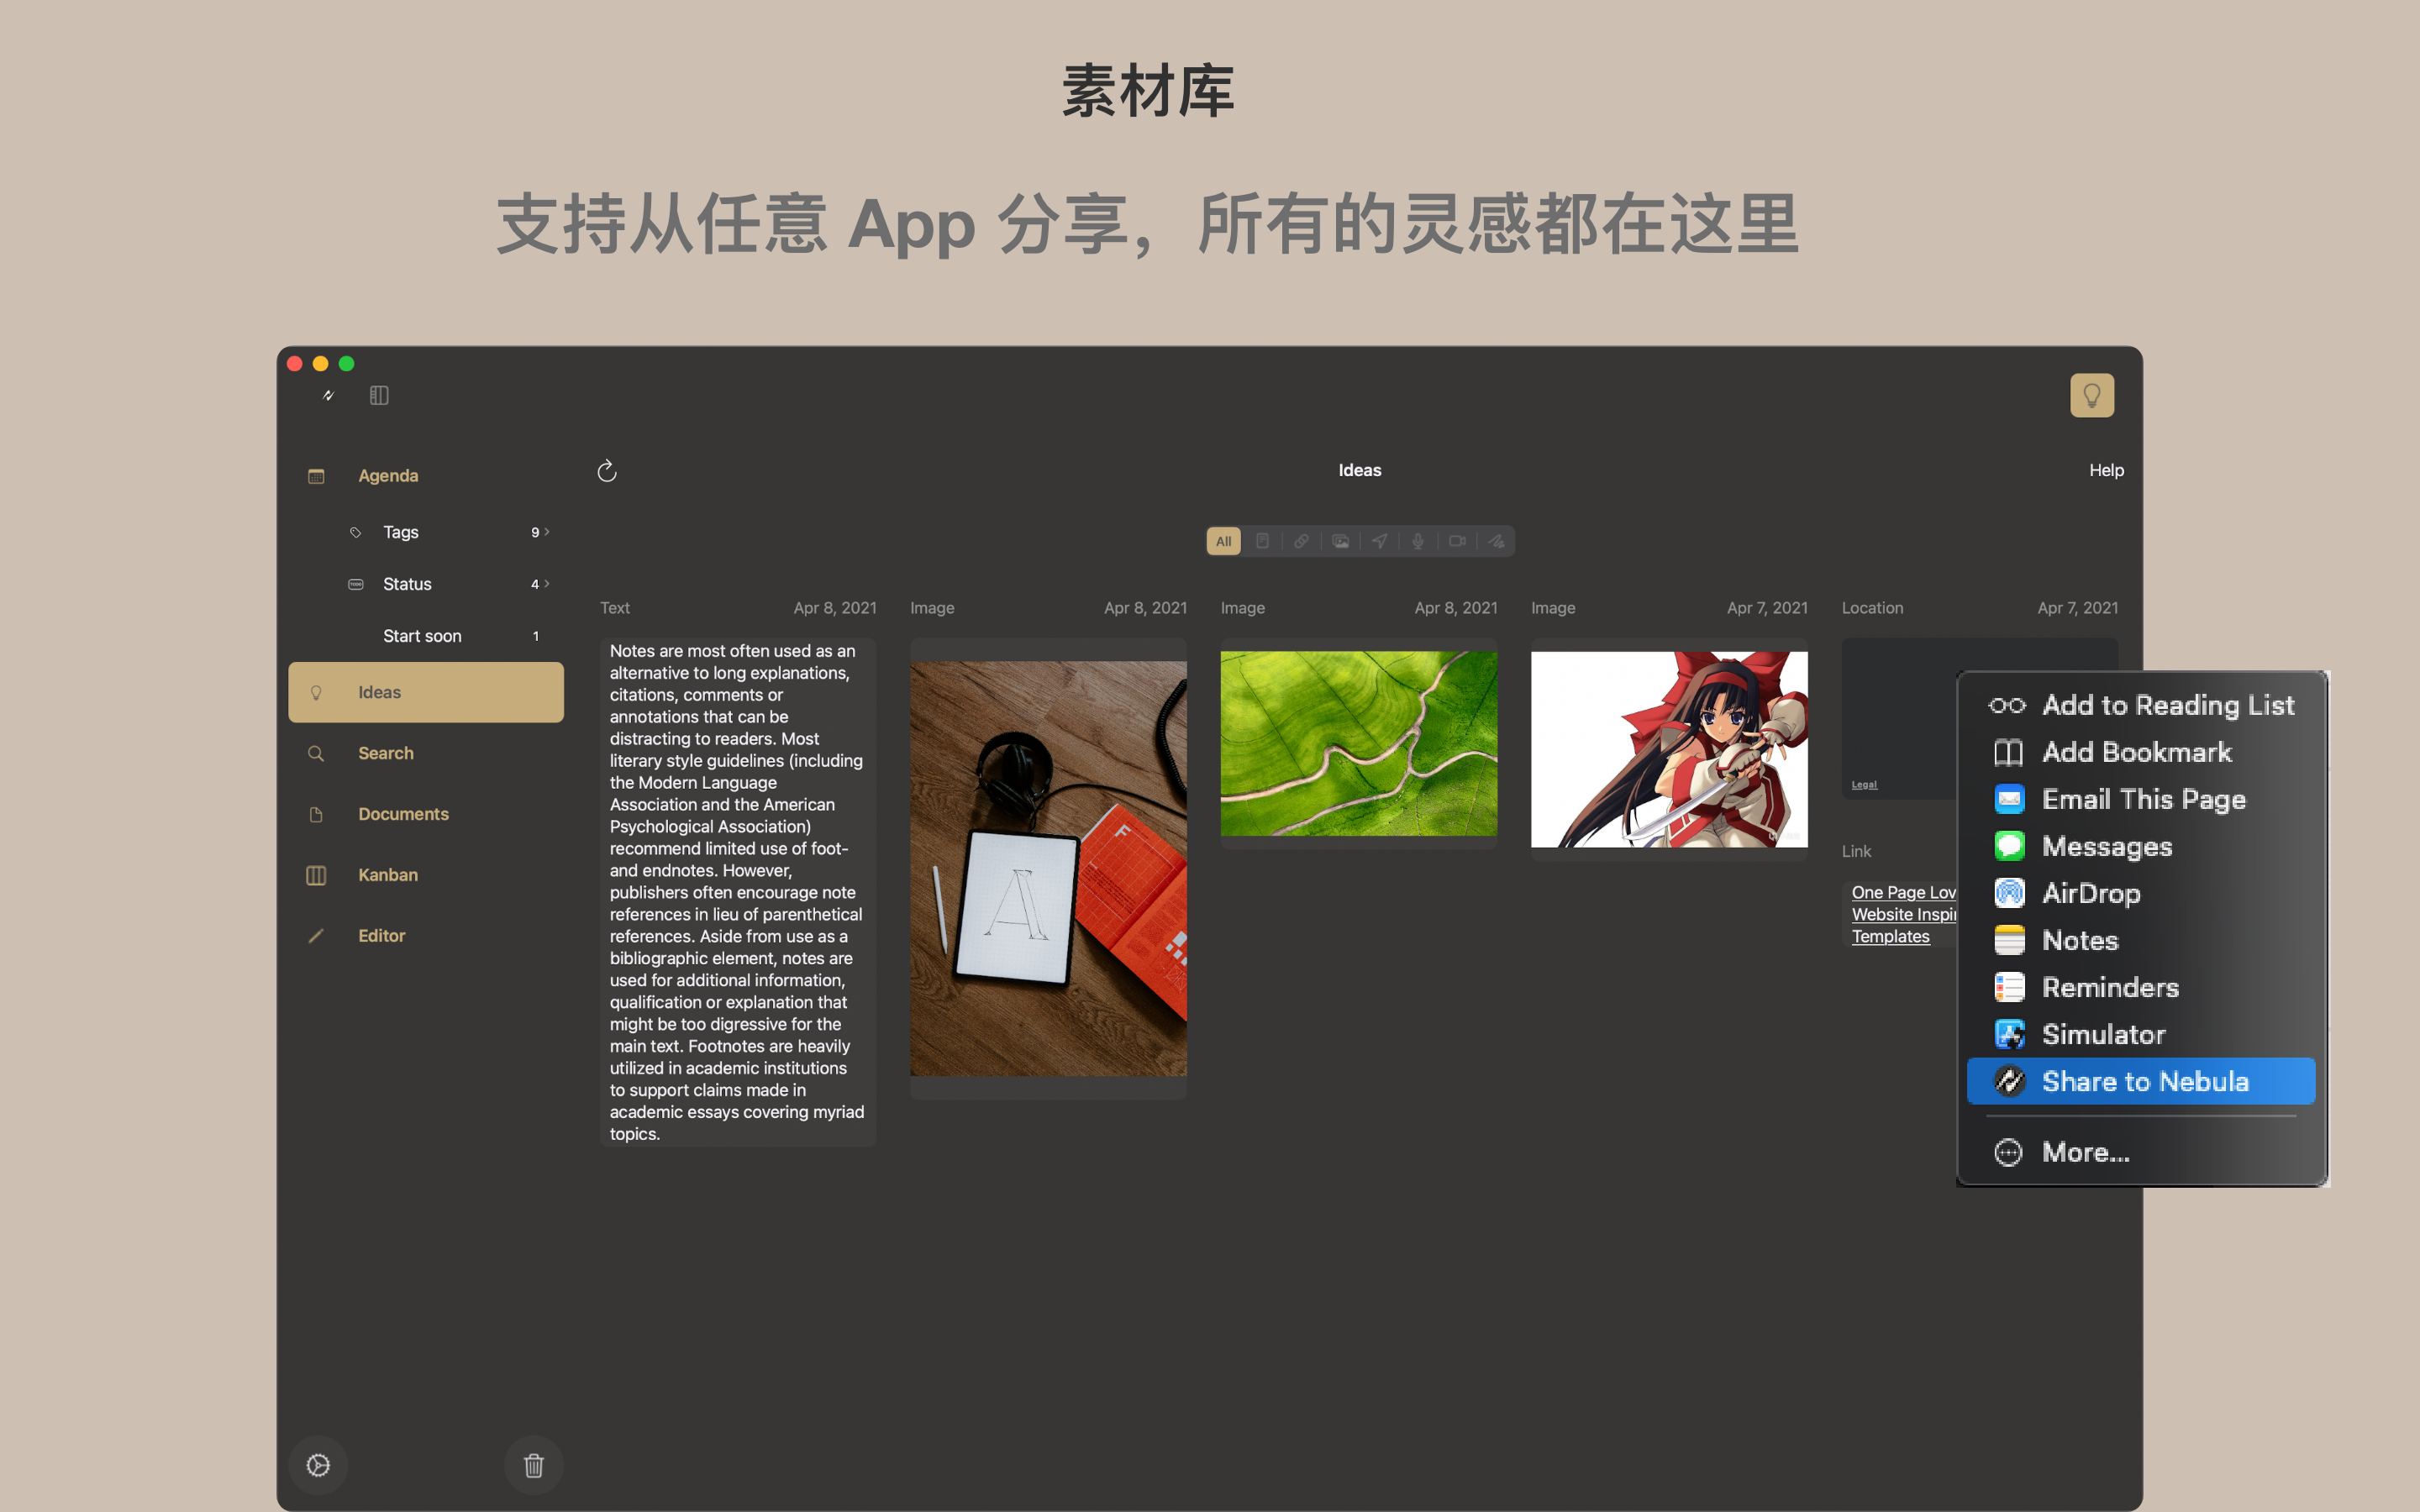 素材库
支持从任意 App 分享，所有的灵感都在这里
Ideas
Help
Agenda
Tags 9
Status 4
Start soon 1
Ideas
Search
Documents
Kanban
Editor
All
Text Apr 8, 2021
Notes are most often used as an
alternative to long explanations,
citations, comments or
annotations that can be
distracting to readers. Most
literary style guidelines (including
the Modern Language
Association and the American
Psychological Association)
recommend limited use of foot-
and endnotes. However,
publishers often encourage note
references in lieu of parenthetical
references. Aside from use as a
bibliographic element, notes are
used for additional information,
qualification or explanation that
might be too digressive for the
main text. Footnotes are heavily
utilized in academic institutions
to support claims made in
academic essays covering myriad
topics.
Image Apr 8, 2021
F
A
Image Apr 8, 2021
Image Apr 7, 2021
Location Apr 7, 2021
Legal
Link
One Page Lov
Website Inspi
Templates
Add to Reading List
Add Bookmark
Email This Page
Messages
AirDrop
Notes
Reminders
Simulator
Share to Nebula
More...